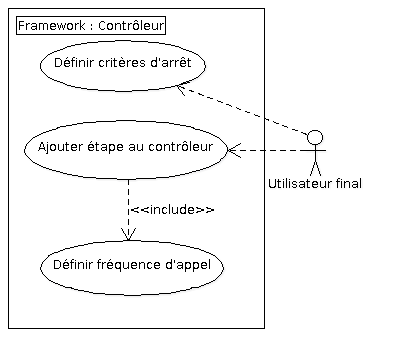 Framework : Contrôleur
Définir critères d'arrêt
Ajouter étape au contrôleur
Utilisateur final
<<include>>
Définir fréquence d'appel